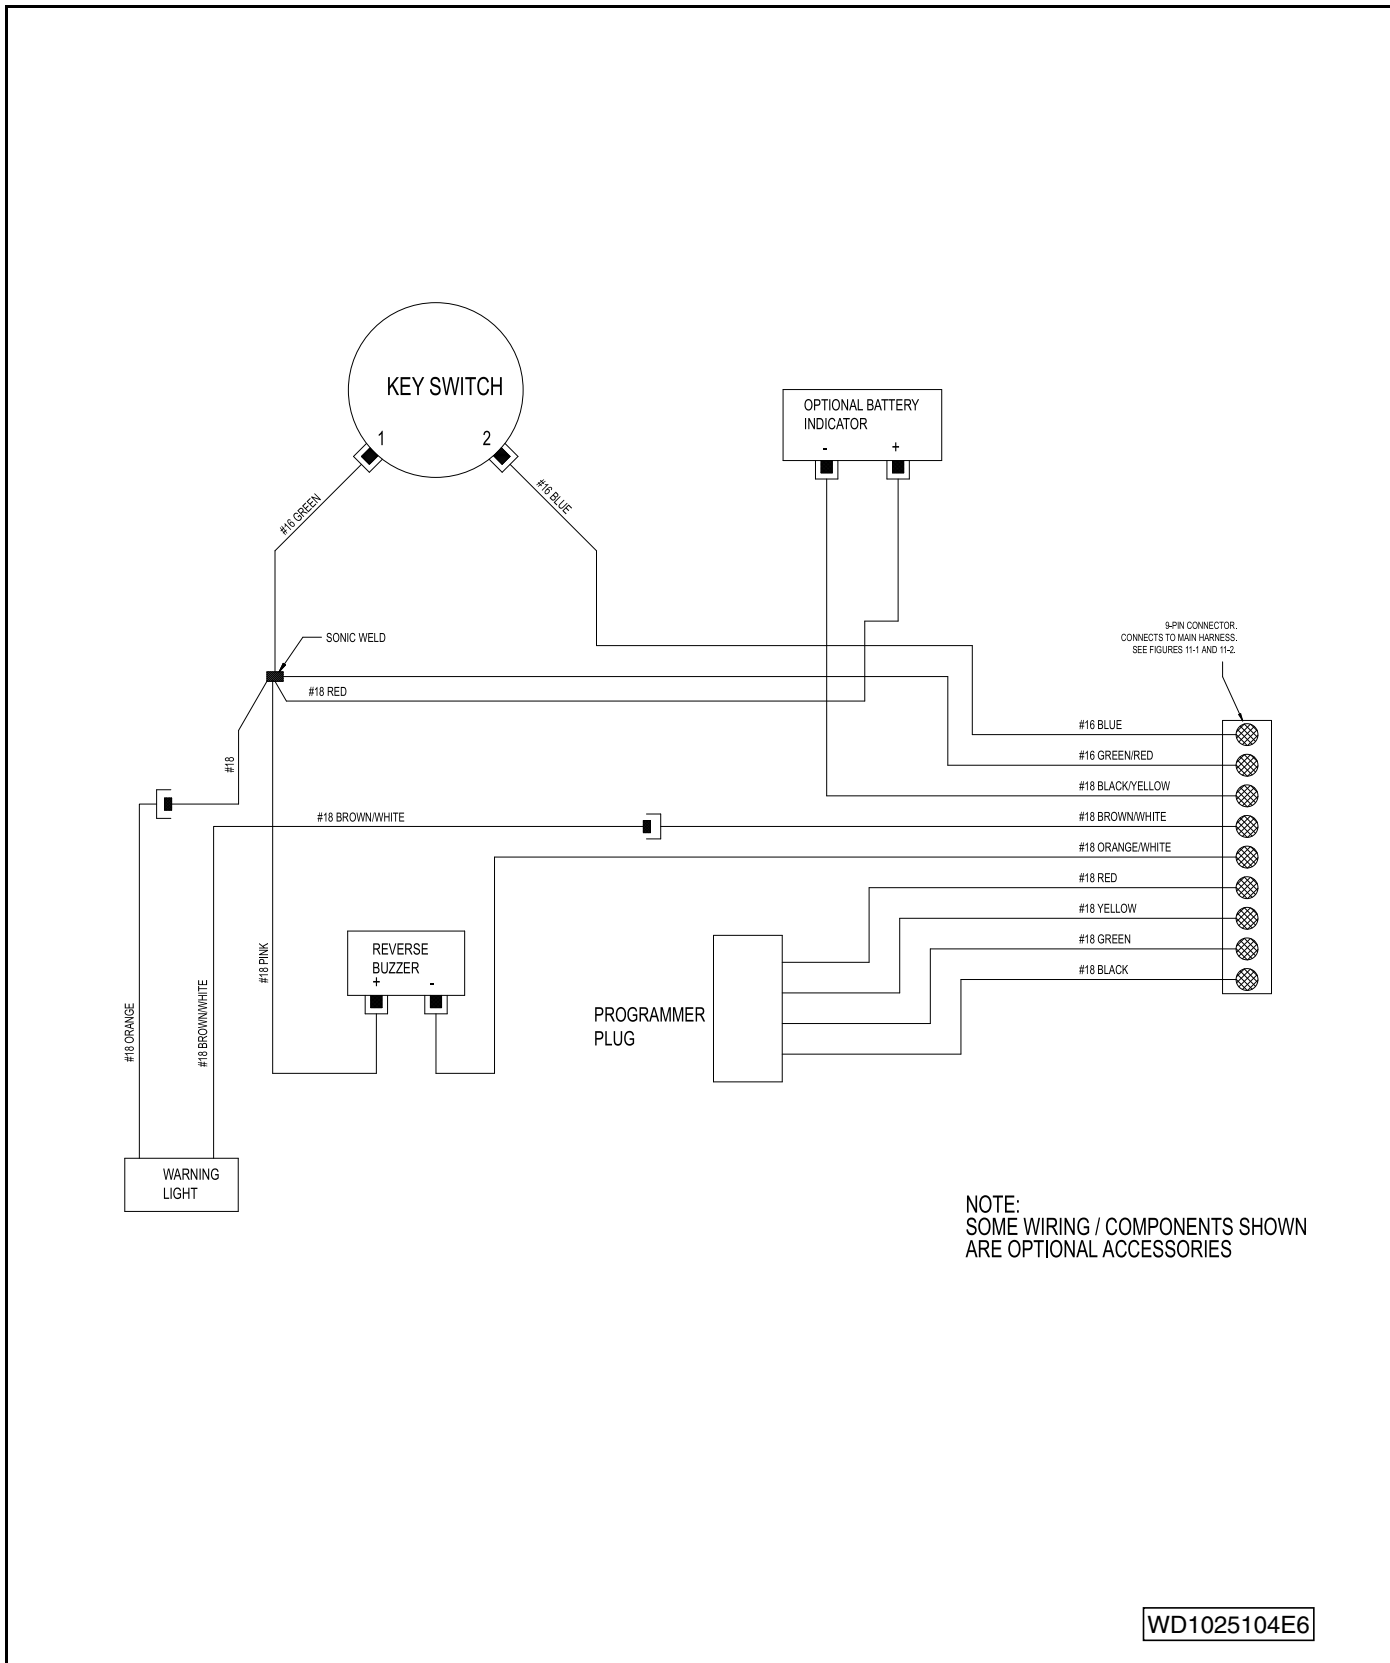 KEY SWITCH
1
2
#16 GREEN
#16 BLUE
OPTIONAL BATTERY
INDICATOR
- +
SONIC WELD
#18 RED
9-PIN CONNECTOR.
CONNECTS TO MAIN HARNESS.
SEE FIGURES 11-1 AND 11-2.
#16 BLUE
#16 GREEN/RED
#18 BLACK/YELLOW
#18 BROWN/WHITE
#18 ORANGE/WHITE
#18 RED
#18 YELLOW
#18 GREEN
#18 BLACK
#18
#18 BROWN/WHITE
#18 PINK
#18 ORANGE
#18 BROWN/WHITE
REVERSE
BUZZER
+ -
PROGRAMMER
PLUG
WARNING
LIGHT
NOTE:
SOME WIRING / COMPONENTS SHOWN
ARE OPTIONAL ACCESSORIES
WD1025104E6